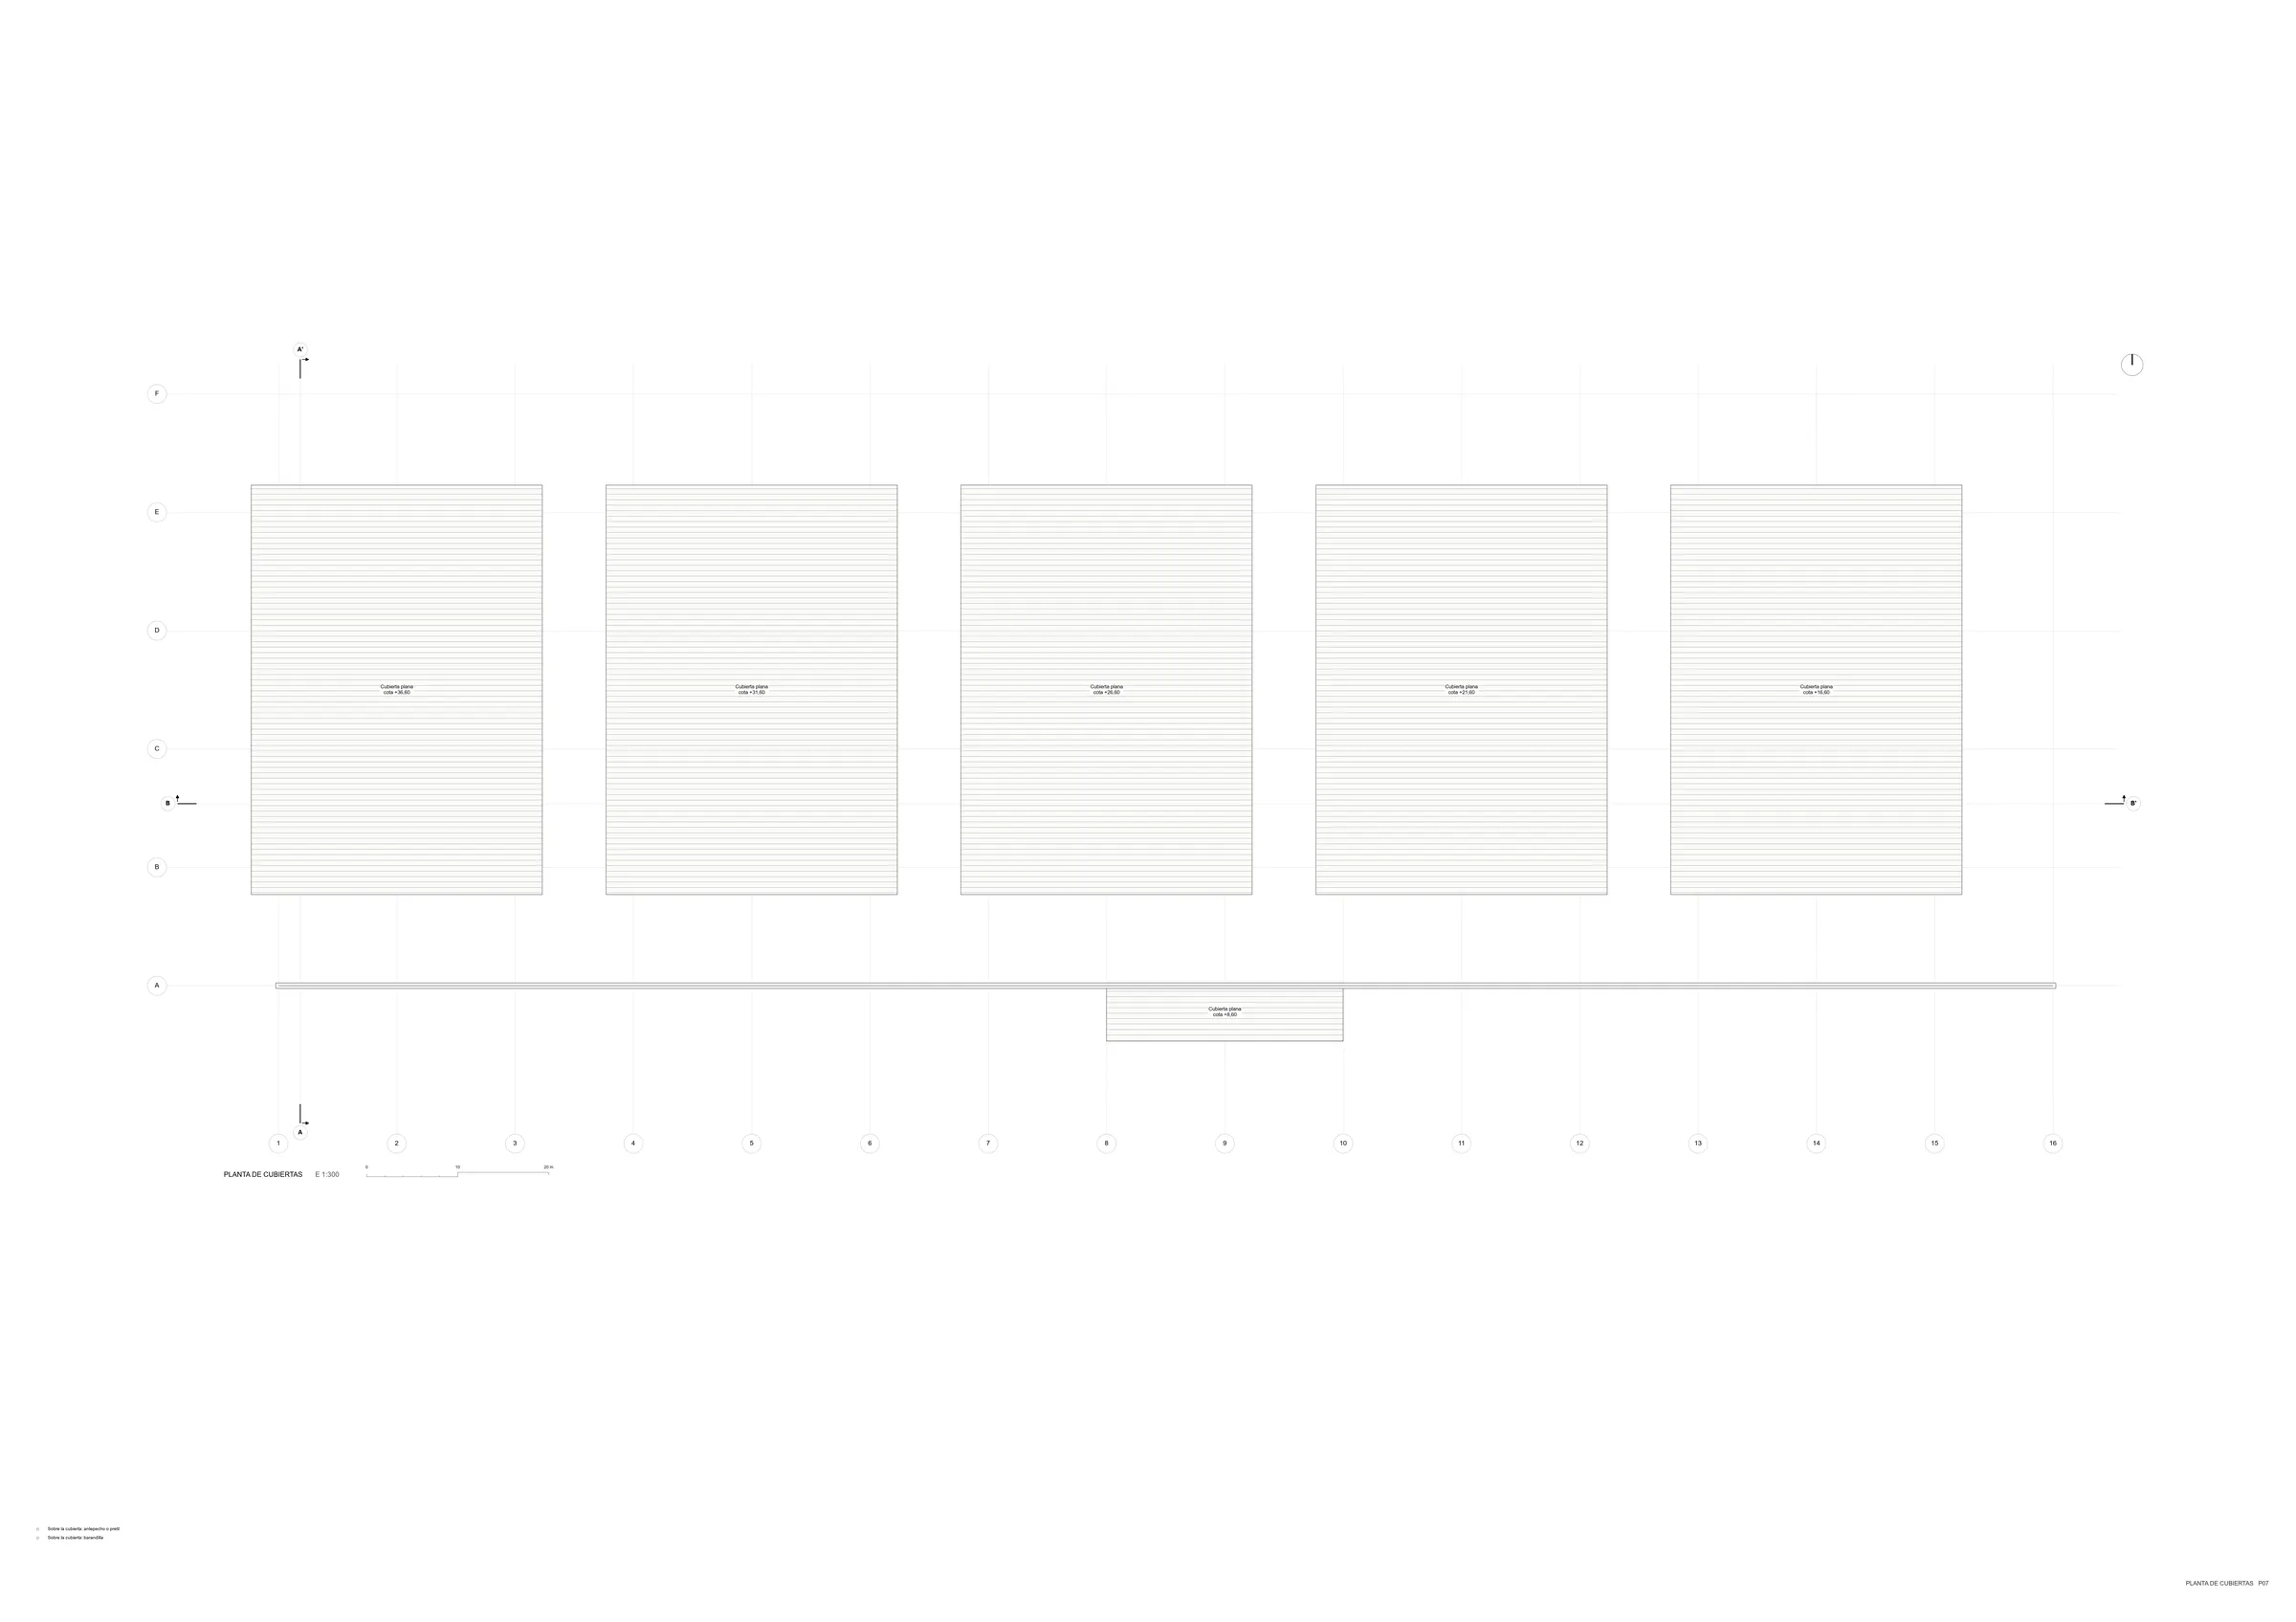 A'
F
E
D
Cubierta plana
cota +36,60
Cubierta plana
cota +31,60
Cubierta plana
cota +26,60
Cubierta plana
cota +21,60
Cubierta plana
cota +16,60
C
B
B'
B
A
Cubierta plana
cota +6,60
A
1 2 3 4 5 6 7 8 9 10 11 12 13 14 15 16
0 10 20 m
PLANTA DE CUBIERTAS E 1:300
Sobre la cubierta: antepecho o pretil
Sobre la cubierta: barandilla
PLANTA DE CUBIERTAS P07